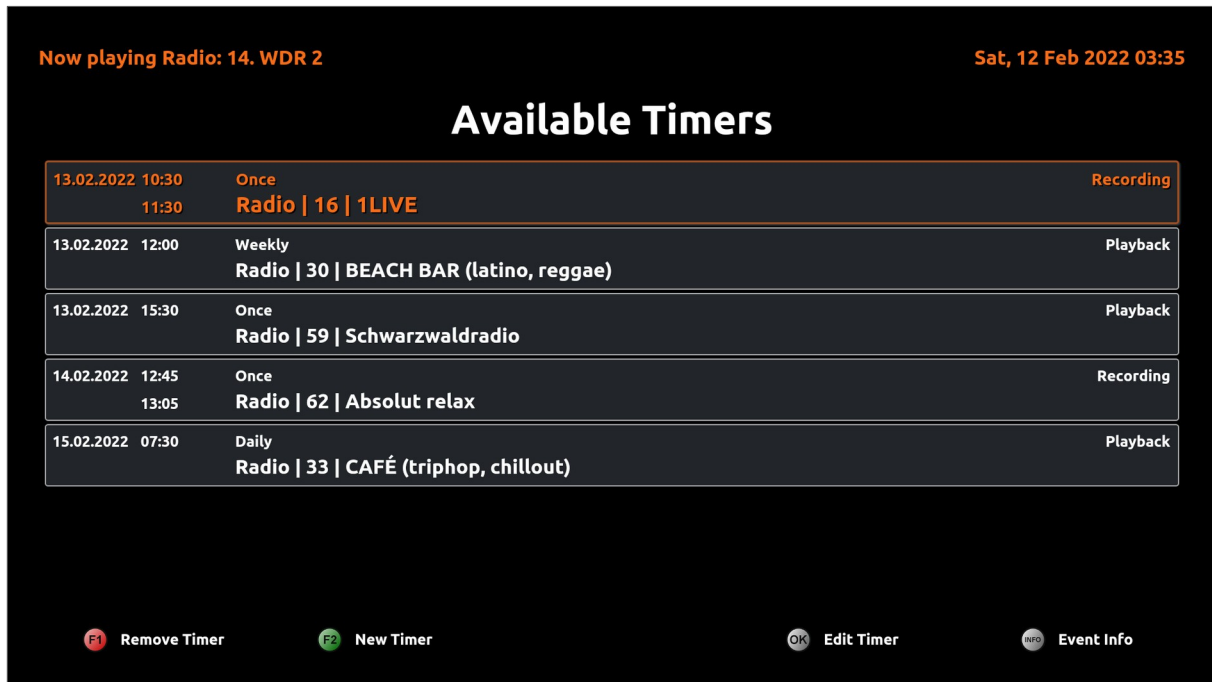 Now playing Radio: 14. WDR 2 Sat, 12 Feb 2022 03:35
Available Timers
13.02.2022 10:30 Once Recording
11:30 Radio | 16 | 1LIVE
13.02.2022 12:00 Weekly Playback
Radio | 30 | BEACH BAR (latino, reggae)
13.02.2022 15:30 Once Playback
Radio | 59 | Schwarzwaldradio
14.02.2022 12:45 Once Recording
13:05 Radio | 62 | Absolut relax
15.02.2022 07:30 Daily Playback
Radio | 33 | CAFÉ (triphop, chillout)
F1 Remove Timer F2 New Timer OK Edit Timer INFO Event Info